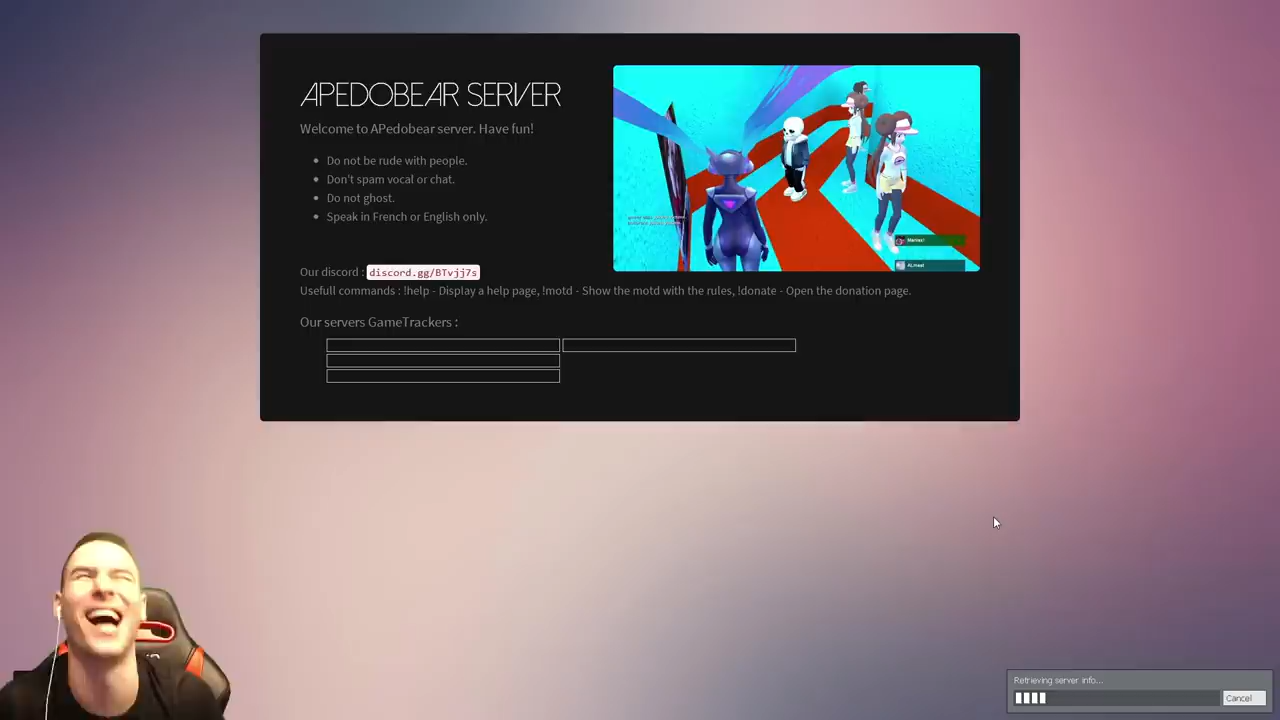 APEDOBEAR SERVER
Welcome to APedobear server. Have fun!
Do not be rude with people.
Don't spam vocal or chat.
Do not ghost.
Speak in French or English only.
Our discord : discord.gg/BTvjj7s
Usefull commands : !help - Display a help page, !motd - Show the motd with the rules, !donate - Open the donation page.
Our servers GameTrackers :
Retrieving server info...
Cancel